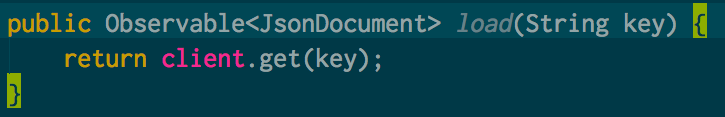 public Observable<JsonDocument> load(String key) {
return client.get(key);
}